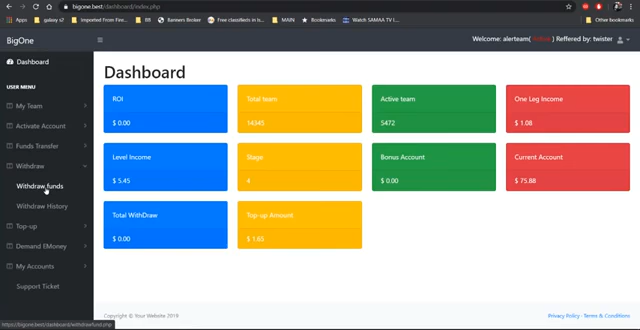 bigone.best/dashboard/index.php
Apps
galaxy s7
Imported From Fire...
Banners Broker
Free classifieds in Is...
MAIN
Bookmarks
Watch SAMAA TV L...
Other bookmarks
BigOne
Welcome: alerteam( Active ) Reffered by: twister
Dashboard
USER MENU
My Team
Activate Account
Funds Transfer
Withdraw
Withdraw funds
Withdraw History
Top-up
Demand EMoney
My Accounts
Support Ticket
Dashboard
ROI
$ 0.00
Total team
14345
Active team
5472
One Leg Income
$ 1.08
Level Income
$ 5.45
Stage
4
Bonus Account
$ 0.00
Current Account
$ 75.88
Total WithDraw
$ 0.00
Top-up Amount
$ 1.65
Copyright © Your Website 2019
Privacy Policy · Terms & Conditions
https://bigone.best/dashboard/withdrawfund.php